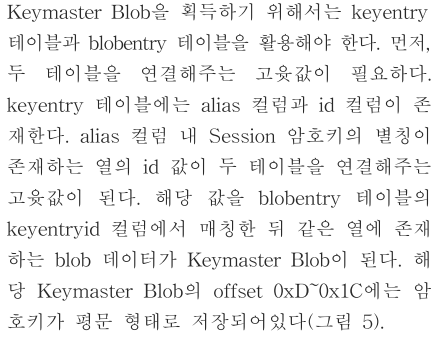 Keymaster Blob을 획득하기 위해서는 keyentry
테이블과 blobentry 테이블을 활용해야 한다. 먼저,
두 테이블을 연결해주는 고윳값이 필요하다.
keyentry 테이블에는 alias 컬럼과 id 컬럼이 존
재한다. alias 컬럼 내 Session 암호키의 별칭이
존재하는 열의 id 값이 두 테이블을 연결해주는
고윳값이 된다. 해당 값을 blobentry 테이블의
keyentryid 컬럼에서 매칭한 뒤 같은 열에 존재
하는 blob 데이터가 Keymaster Blob이 된다. 해
당 Keymaster Blob의 offset 0xD~0x1C에는 암
호키가 평문 형태로 저장되어있다(그림 5).